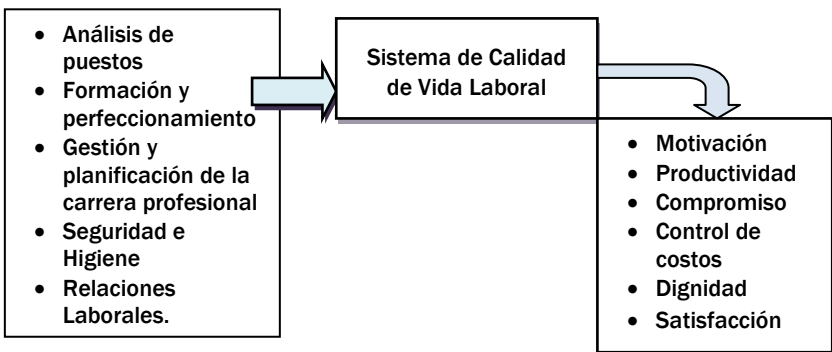 • Análisis de
puestos
• Formación y
perfeccionamiento
• Gestión y
planificación de la
carrera profesional
• Seguridad e
Higiene
• Relaciones
Laborales.
Sistema de Calidad
de Vida Laboral
• Motivación
• Productividad
• Compromiso
• Control de
costos
• Dignidad
• Satisfacción